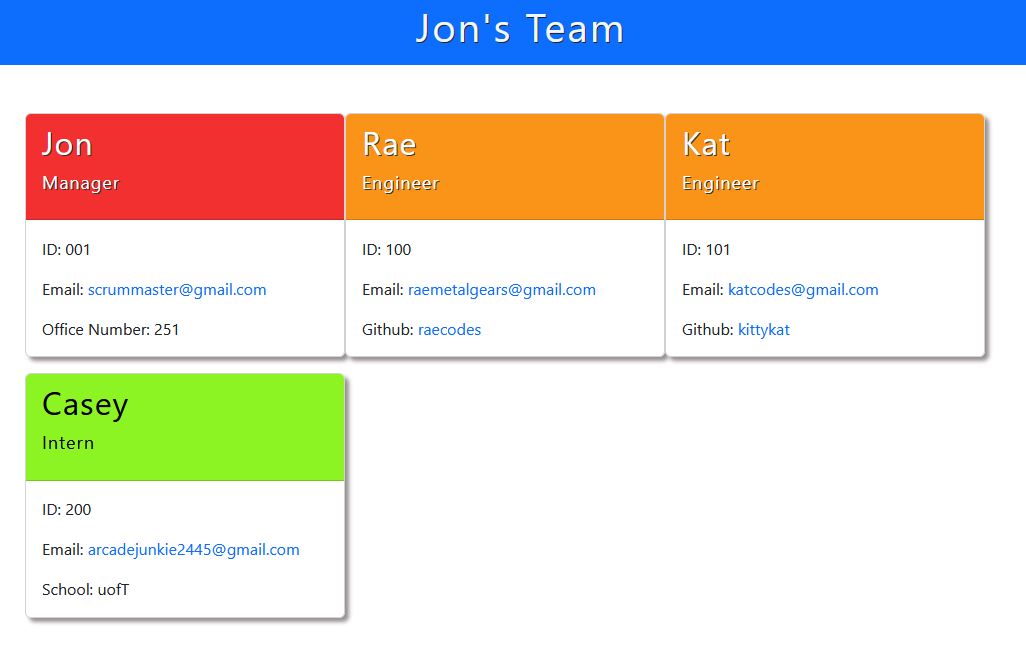 Jon's Team
Jon
Manager
ID: 001
Email: scrummaster@gmail.com
Office Number: 251
Rae
Engineer
ID: 100
Email: raemetalgears@gmail.com
Github: raecodes
Kat
Engineer
ID: 101
Email: katcodes@gmail.com
Github: kittykat
Casey
Intern
ID: 200
Email: arcadejunkie2445@gmail.com
School: uofT